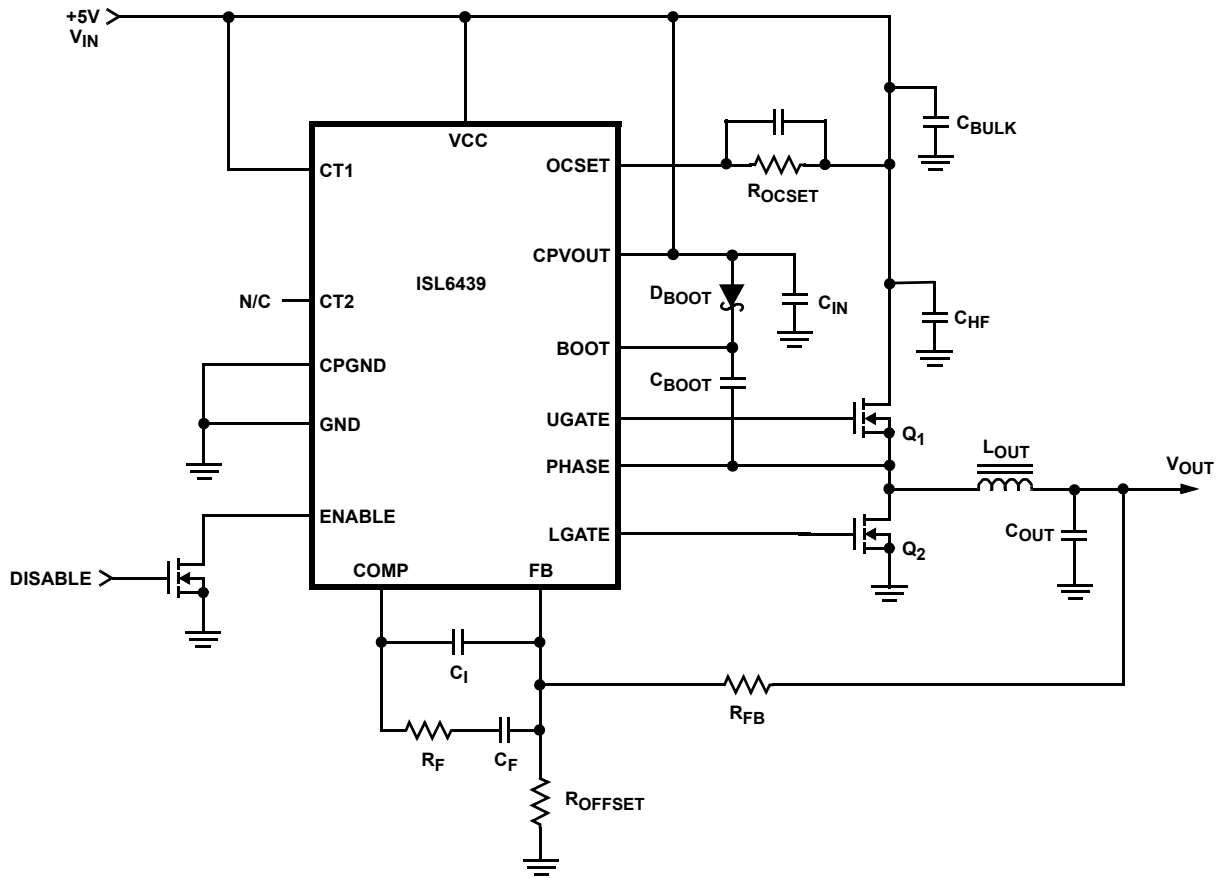 +5V
VIN
VCC
CT1
OCSET
ROCSET
CBULK
CPVOUT
ISL6439
DBOOT
CIN
N/C
CT2
CHF
BOOT
CPGND
CBOOT
UGATE
GND
Q1
PHASE
LOUT
VOUT
ENABLE
LGATE
COUT
Q2
DISABLE
COMP
FB
CI
RFB
RF
CF
ROFFSET